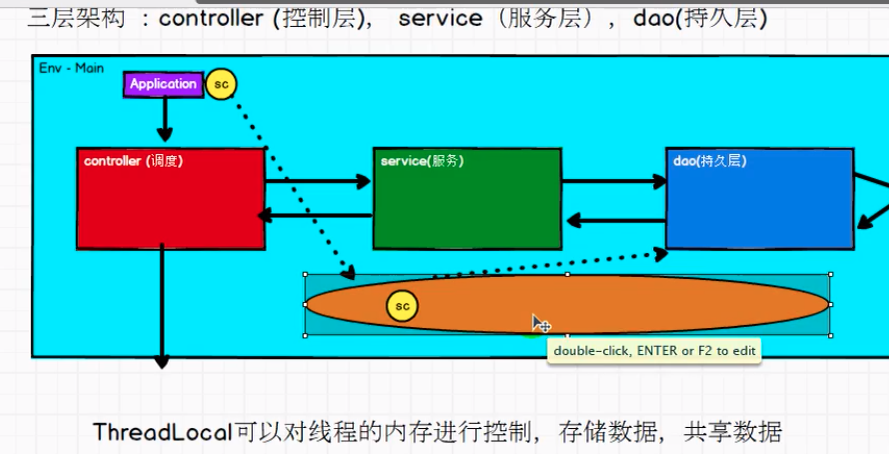 三层架构 ：controller (控制层)， service（服务层）, dao(持久层)
Env - Main
Application
sc
controller (调度)
service(服务)
dao(持久层)
sc
double-click, ENTER or F2 to edit
ThreadLocal可以对线程的内存进行控制，存储数据，共享数据